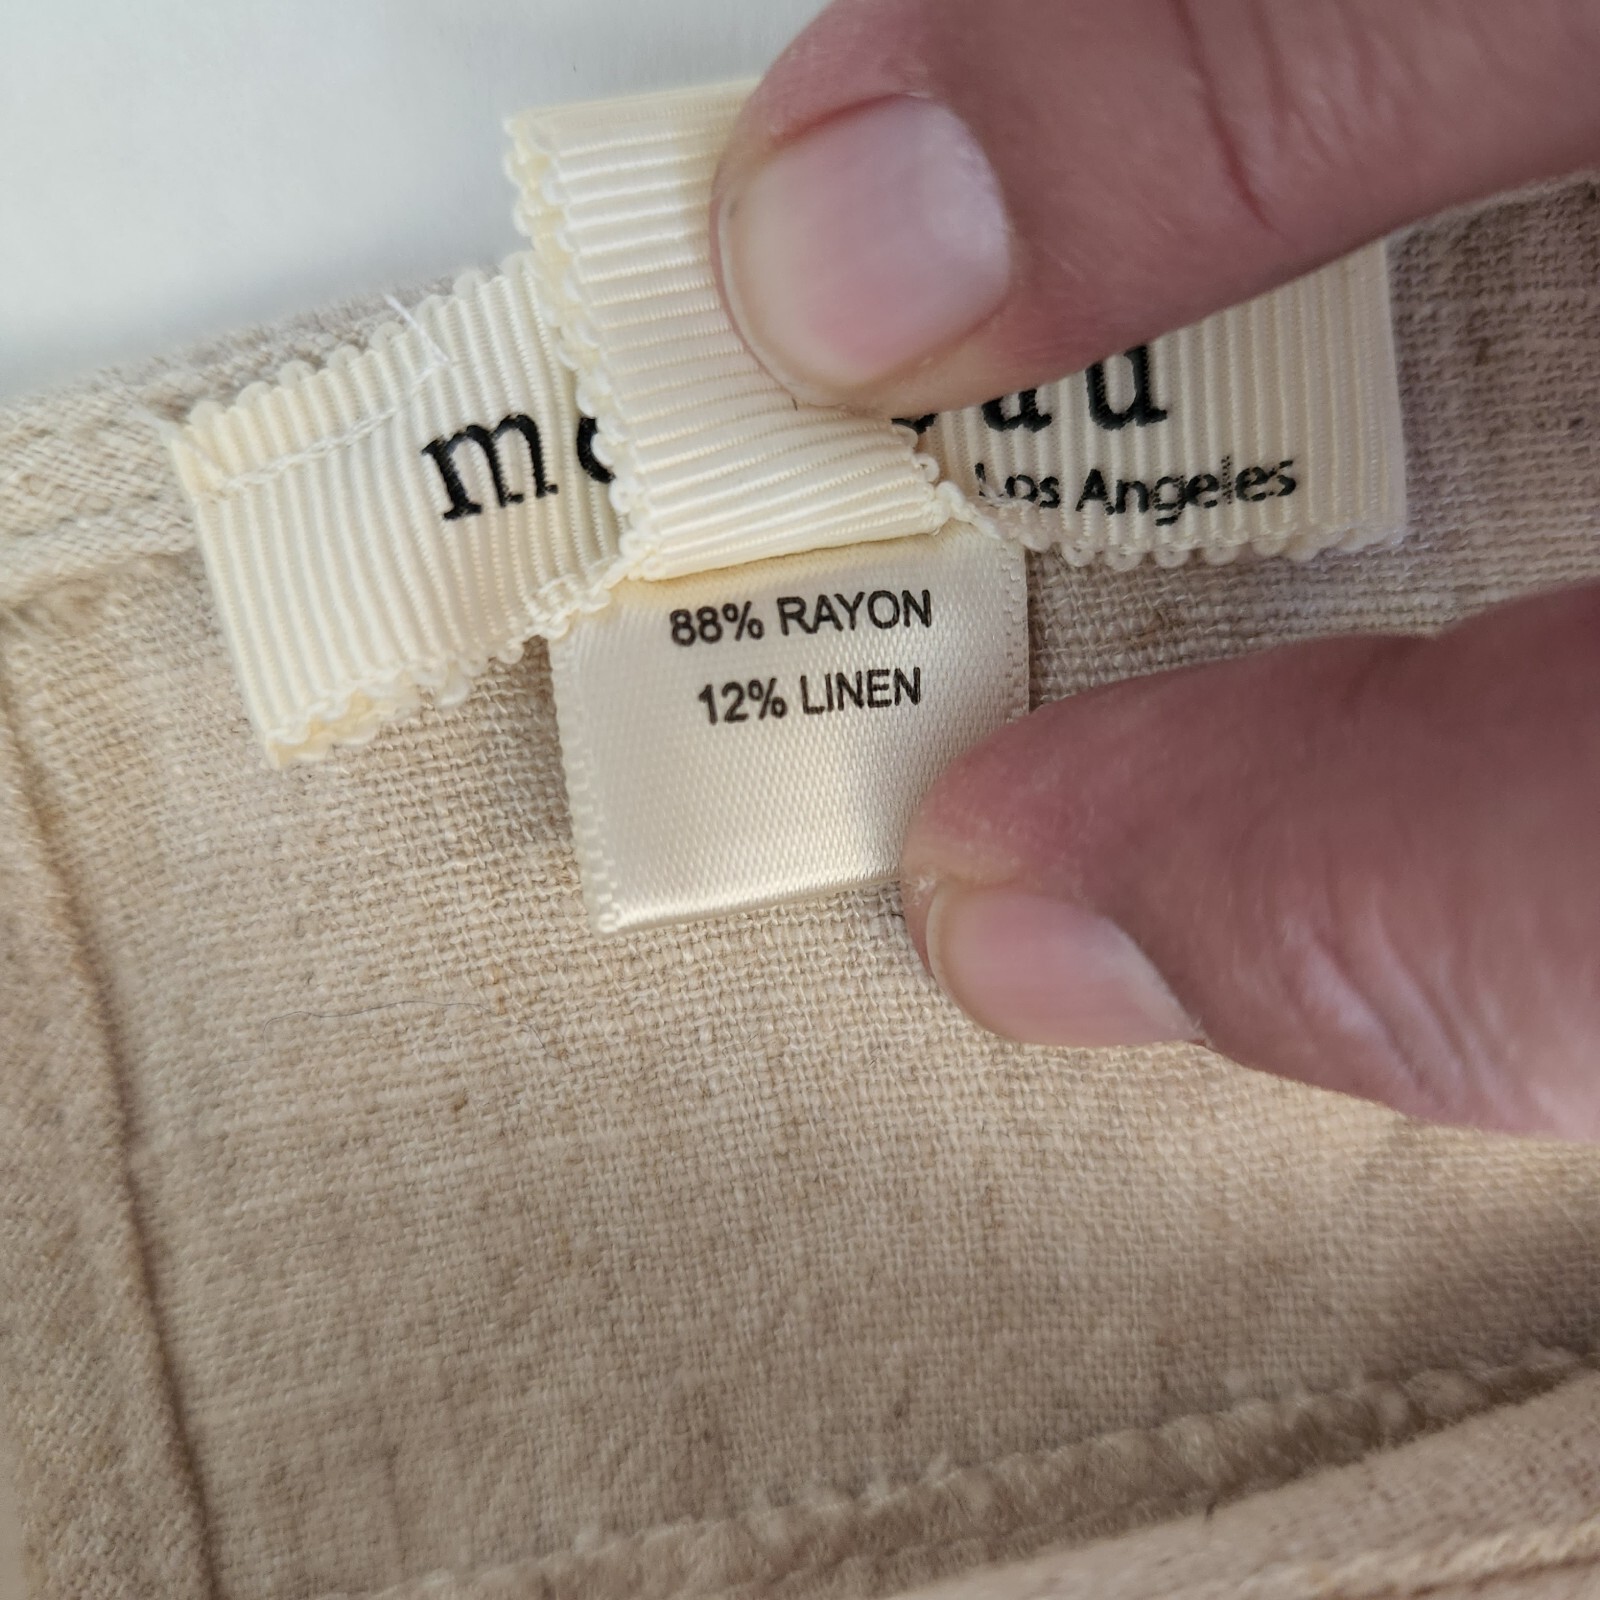 Los Angeles
88% RAYON
12% LINEN